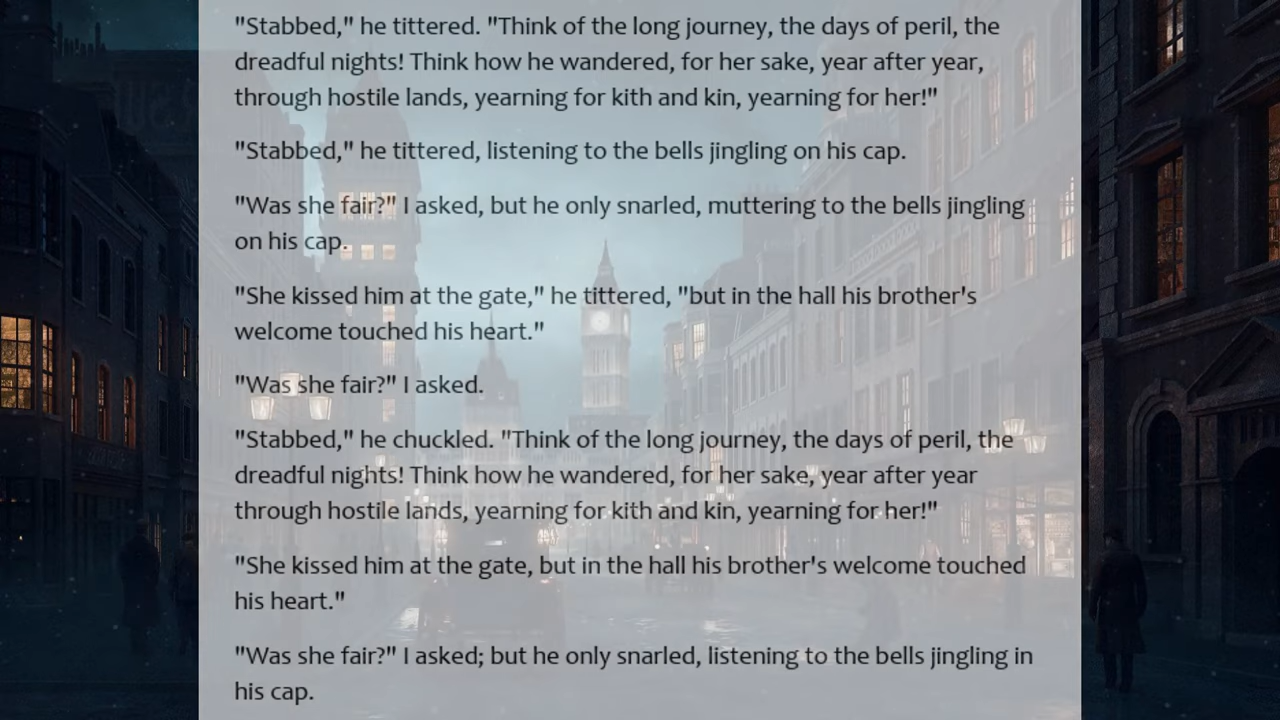 "Stabbed," he tittered. "Think of the long journey, the days of peril, the
dreadful nights! Think how he wandered, for her sake, year after year,
through hostile lands, yearning for kith and kin, yearning for her!"
"Stabbed," he tittered, listening to the bells jingling on his cap.
"Was she fair?" I asked, but he only snarled, muttering to the bells jingling
on his cap.
"She kissed him at the gate," he tittered, "but in the hall his brother's
welcome touched his heart."
"Was she fair?" I asked.
"Stabbed," he chuckled. "Think of the long journey, the days of peril, the
dreadful nights! Think how he wandered, for her sake, year after year
through hostile lands, yearning for kith and kin, yearning for her!"
"She kissed him at the gate, but in the hall his brother's welcome touched
his heart."
"Was she fair?" I asked; but he only snarled, listening to the bells jingling in
his cap.